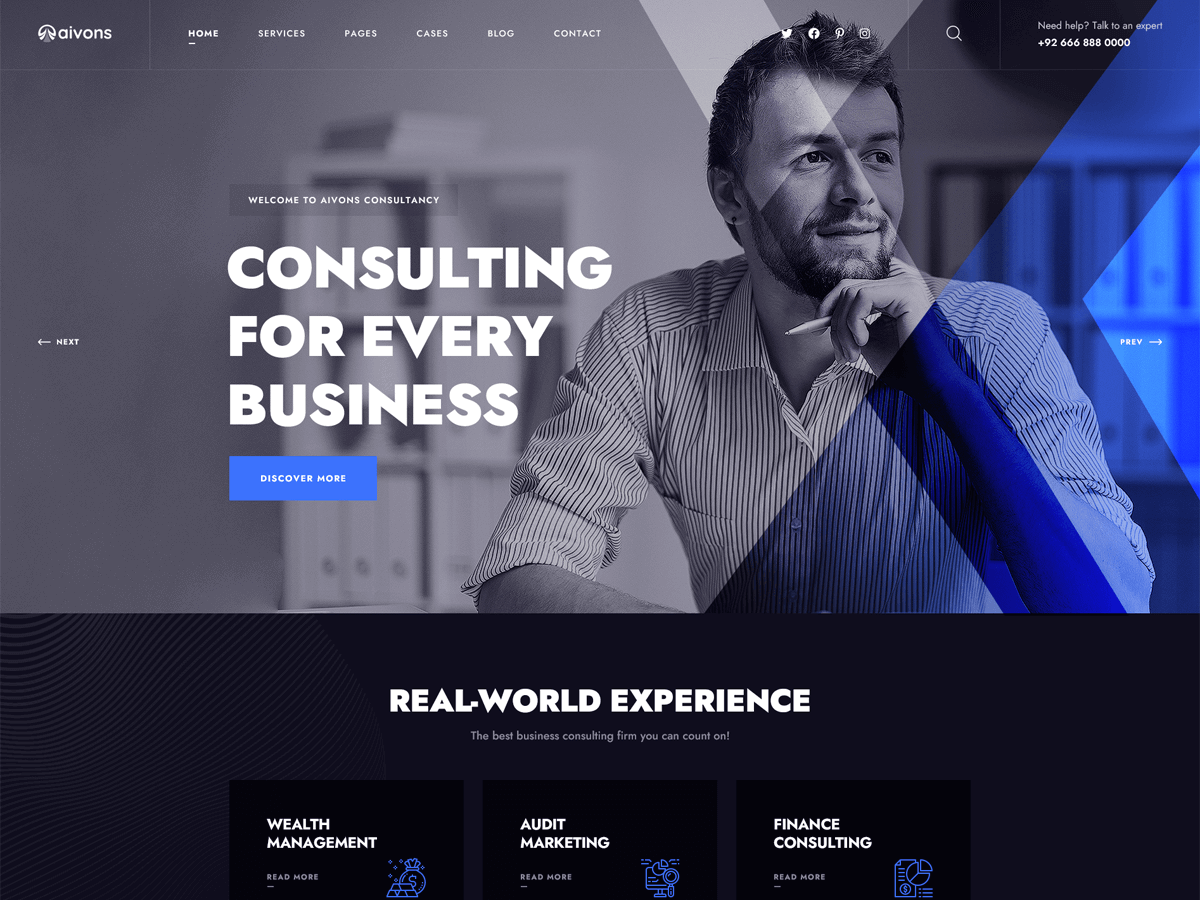 aivons
HOME
SERVICES
PAGES
CASES
BLOG
CONTACT
Need help? Talk to an expert
+92 666 888 0000
WELCOME TO AIVONS CONSULTANCY
CONSULTING
FOR EVERY
BUSINESS
NEXT
PREV
DISCOVER MORE
REAL-WORLD EXPERIENCE
The best business consulting firm you can count on!
WEALTH
MANAGEMENT
READ MORE
AUDIT
MARKETING
READ MORE
FINANCE
CONSULTING
READ MORE